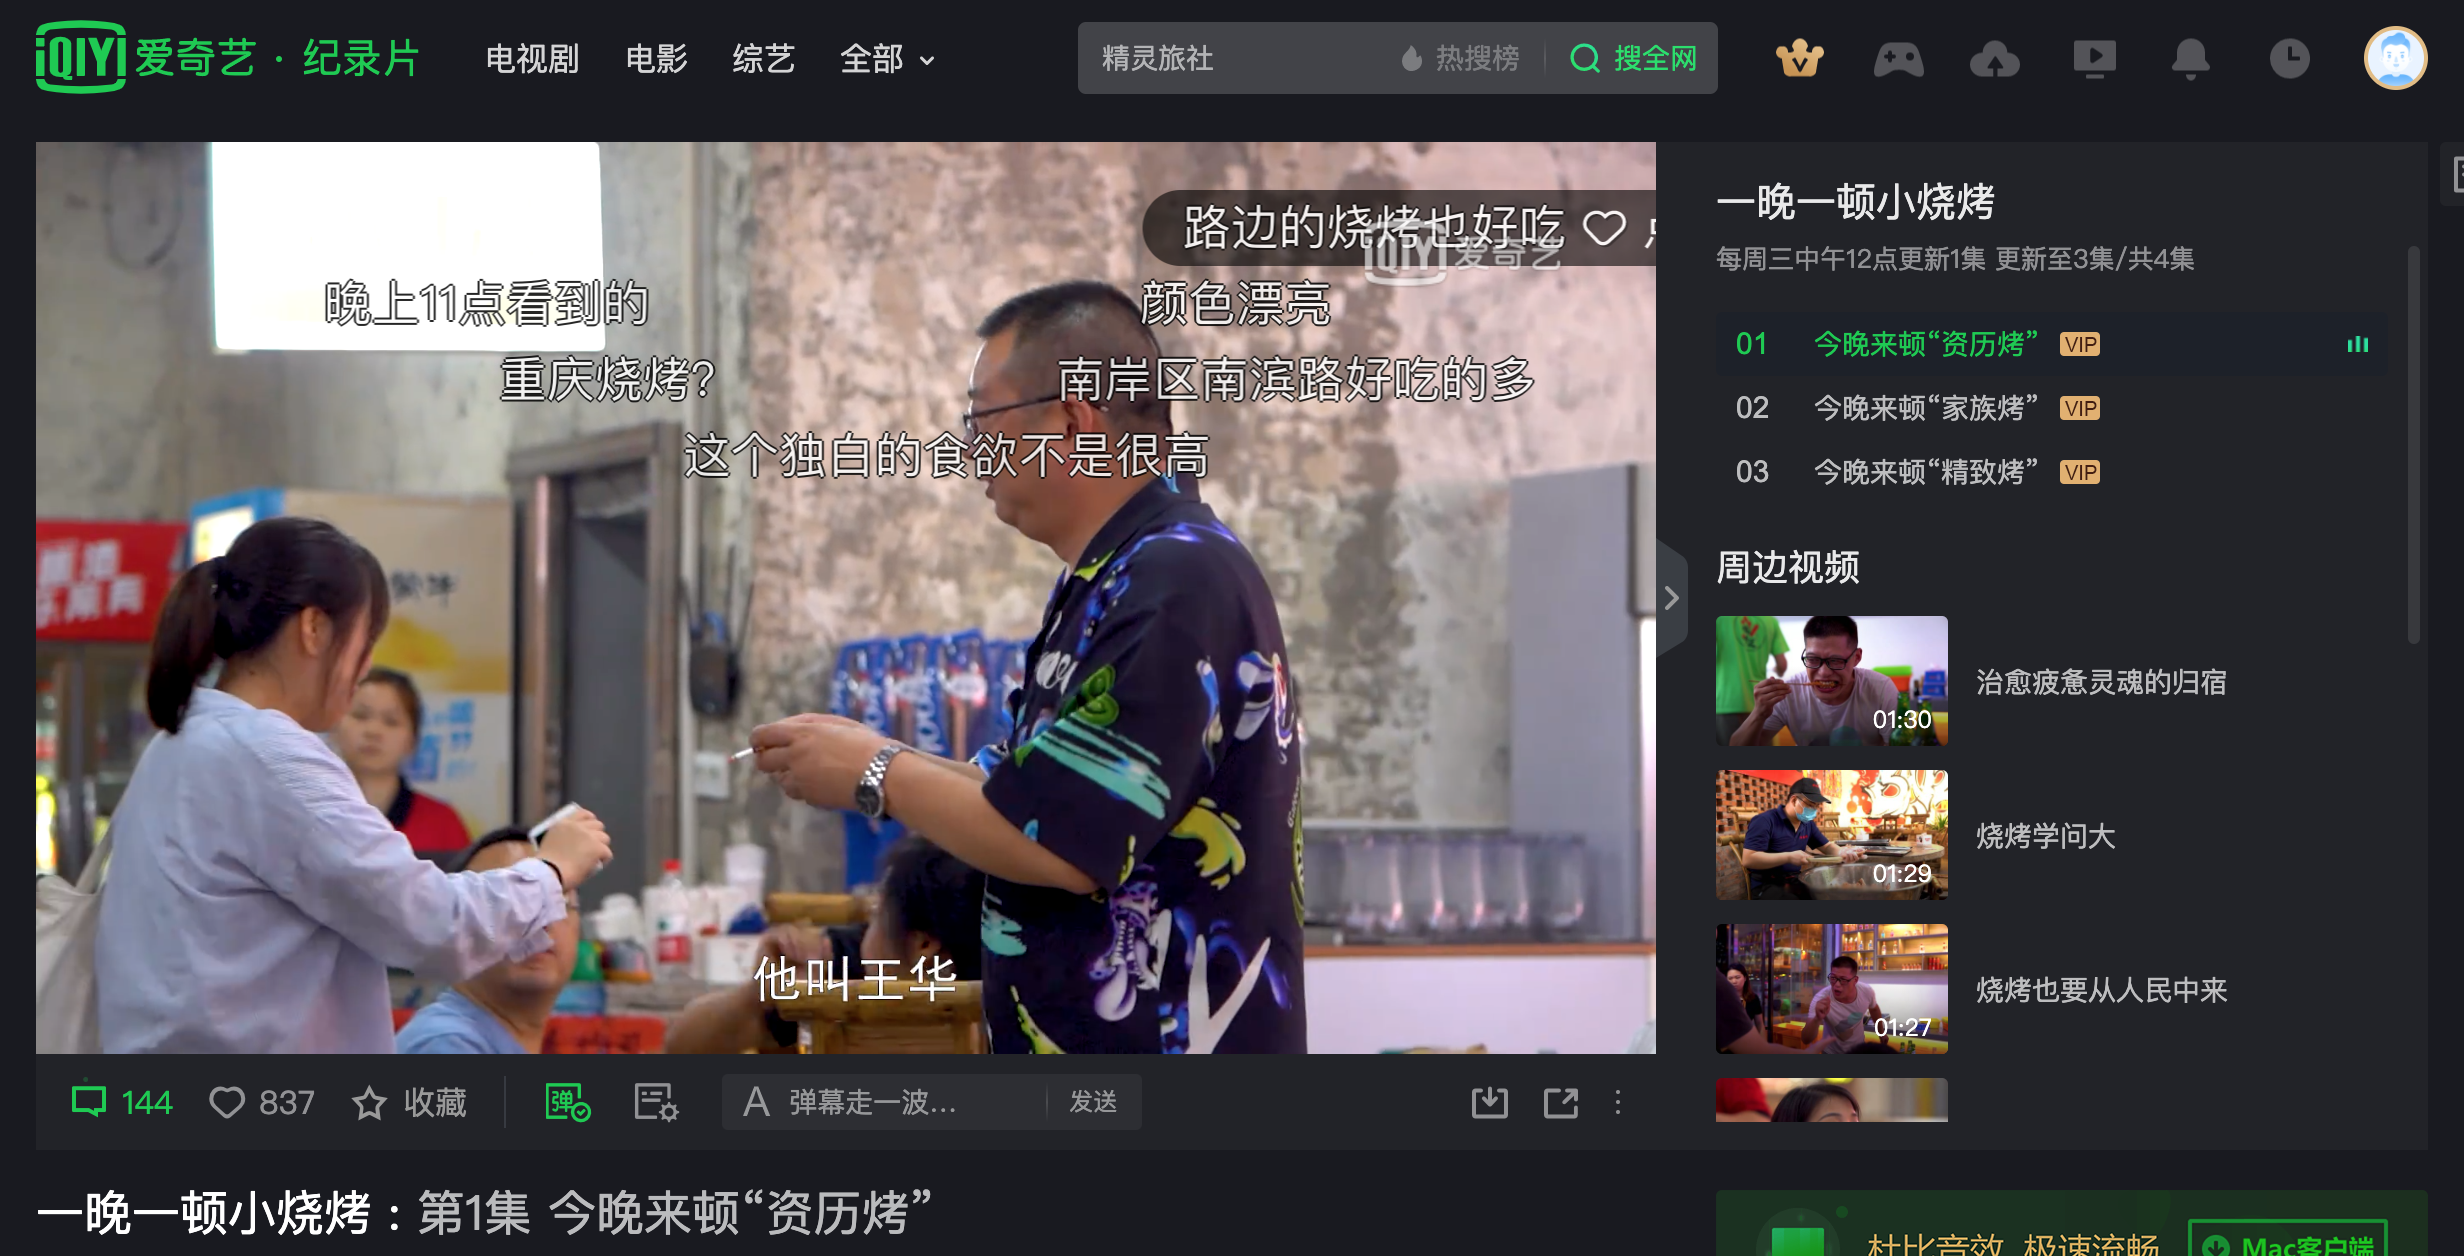 iQIYI 爱奇艺 · 纪录片
电视剧 电影 综艺 全部
精灵旅社 热搜榜 搜全网
路边的烧烤也好吃
iQIYI 爱奇艺
晚上11点看到的
颜色漂亮
重庆烧烤?
南岸区南滨路好吃的多
这个独白的食欲不是很高
他叫王华
144 837 收藏
弹
A 弹幕走一波... 发送
一晚一顿小烧烤：第1集 今晚来顿“资历烤”
一晚一顿小烧烤
每周三中午12点更新1集 更新至3集/共4集
01 今晚来顿“资历烤” VIP
02 今晚来顿“家族烤” VIP
03 今晚来顿“精致烤” VIP
周边视频
01:30
治愈疲惫灵魂的归宿
01:29
烧烤学问大
01:27
烧烤也要从人民中来
杜比音效 极速流畅
Mac客户端